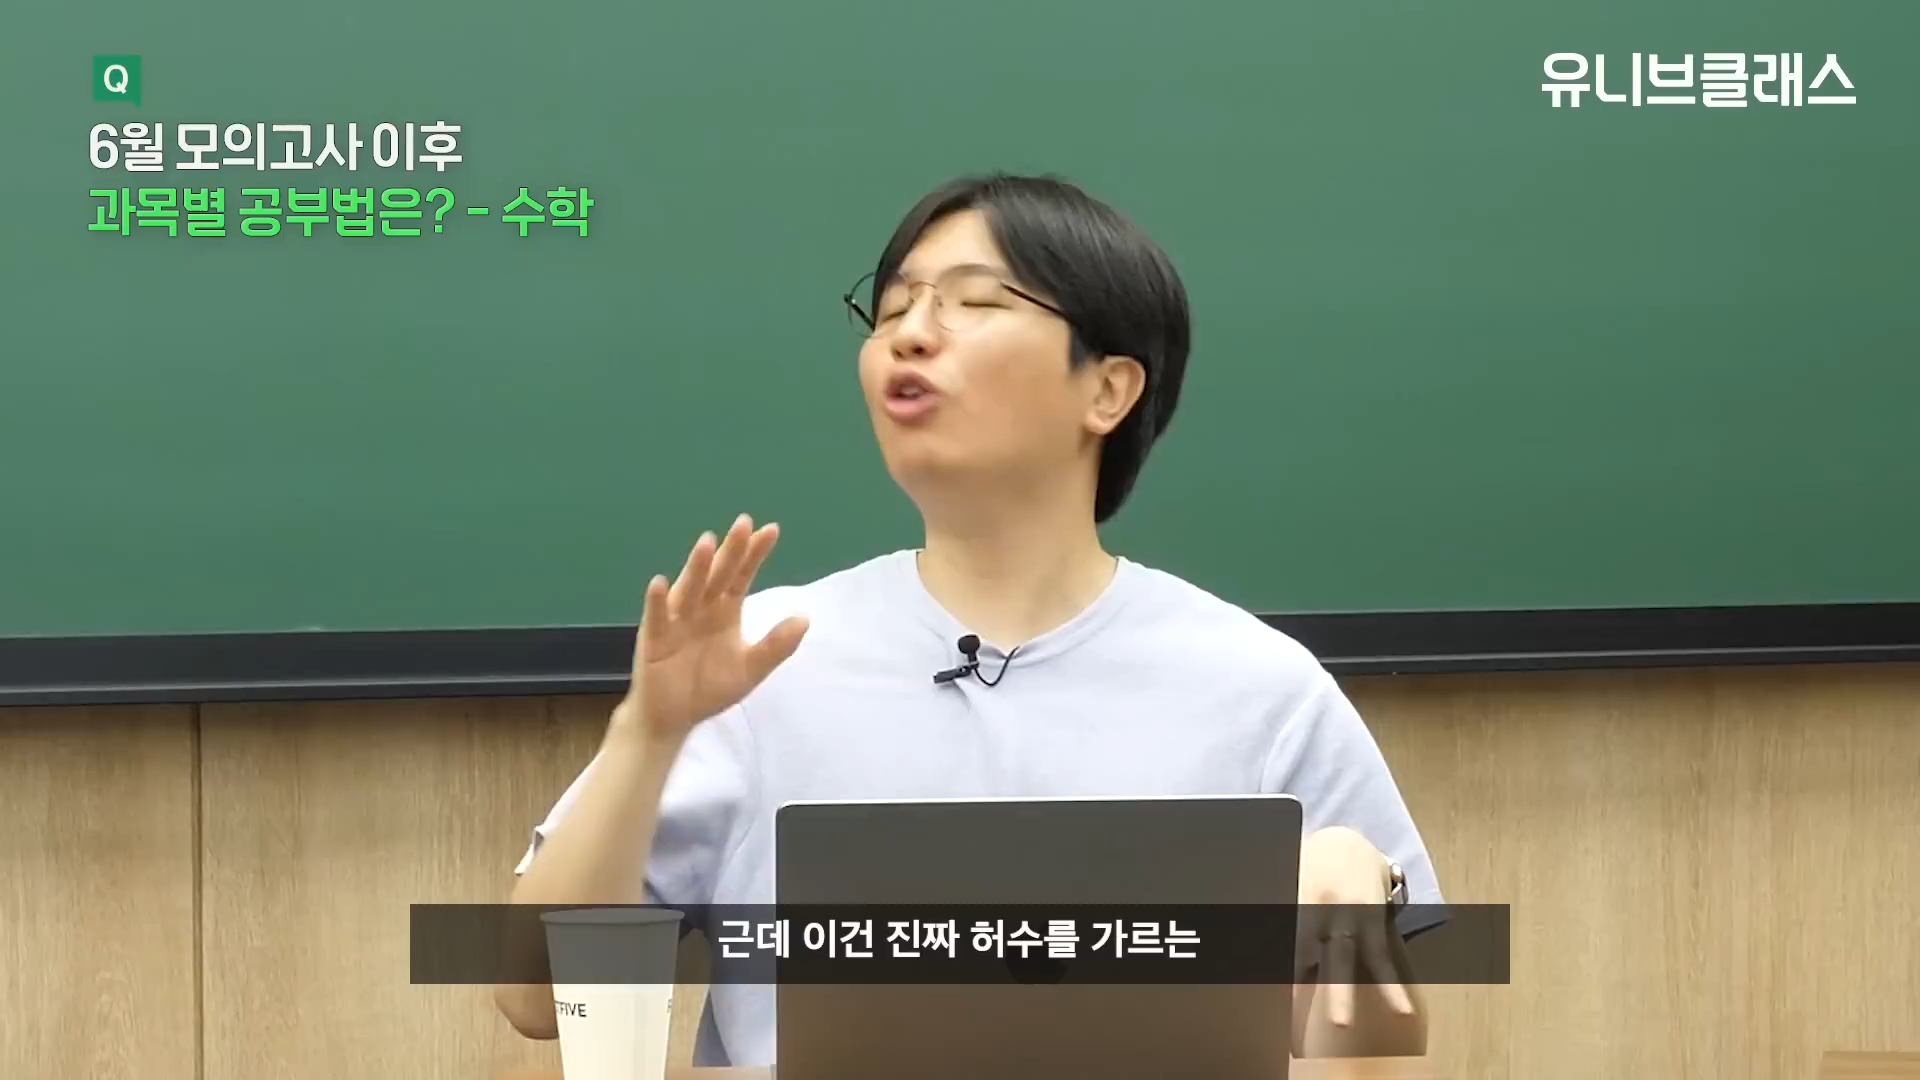 Q
유니브클래스
6월 모의고사 이후
과목별 공부법은? - 수학
근데 이건 진짜 허수를 가르는
FIVE